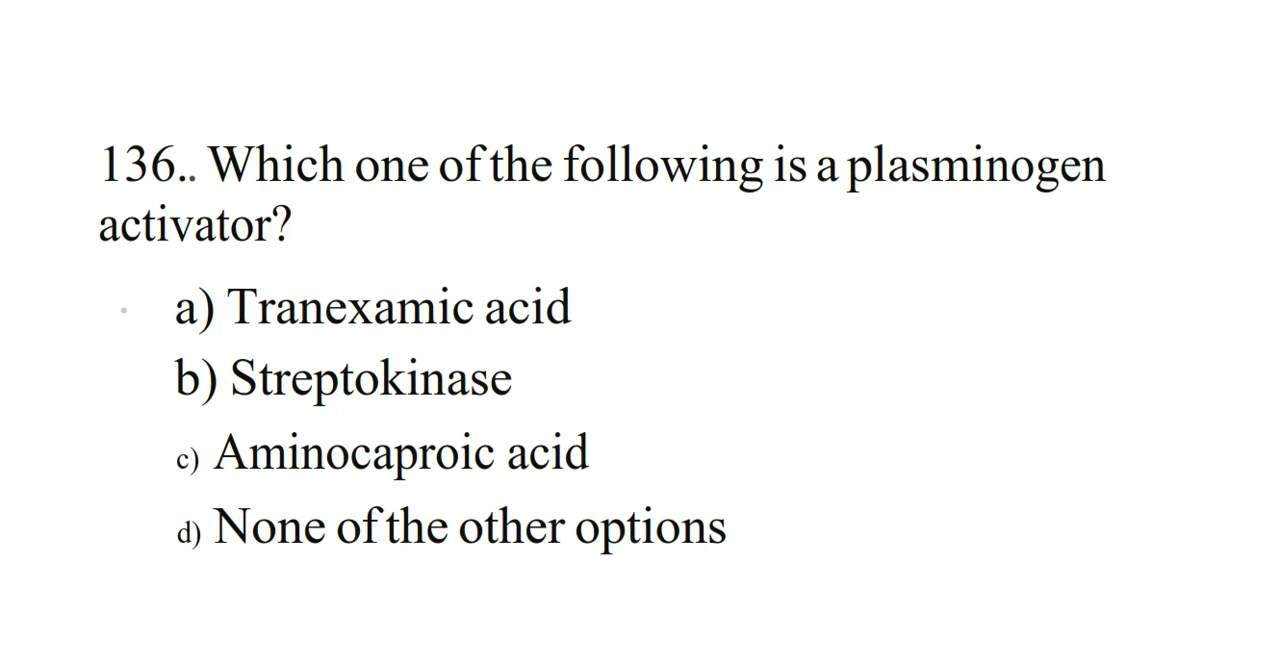 136.. Which one of the following is a plasminogen
activator?
a) Tranexamic acid
b) Streptokinase
c) Aminocaproic acid
d) None of the other options